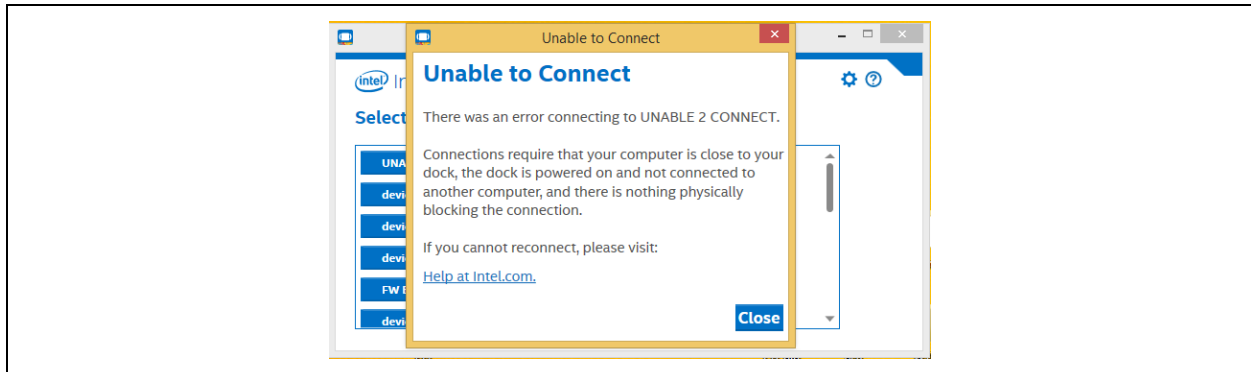 Unable to Connect
intel
Unable to Connect
Select
There was an error connecting to UNABLE 2 CONNECT.
Connections require that your computer is close to your
dock, the dock is powered on and not connected to
another computer, and there is nothing physically
blocking the connection.
If you cannot reconnect, please visit:
Help at Intel.com.
Close
UNA
devi
devi
devi
FW
devi